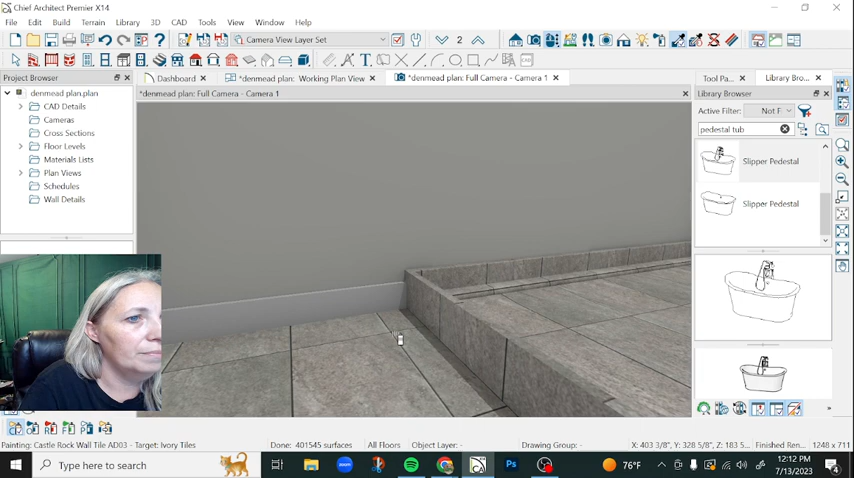 Chief Architect Premier X14
File Edit Build Terrain Library 3D CAD Tools View Window Help
Camera View Layer Set
2
Project Browser
Dashboard
*denmead plan: Working Plan View
*denmead plan: Full Camera - Camera 1
Tool Pa...
Library Bro...
denmead plan.plan
*denmead plan: Full Camera - Camera 1
Library Browser
CAD Details
Active Filter:
Not F
Cameras
pedestal tub
Cross Sections
Floor Levels
Materials Lists
Slipper Pedestal
Plan Views
Schedules
Wall Details
Slipper Pedestal
Painting: Castle Rock Wall Tile AD03 - Target: Ivory Tiles
Done: 401545 surfaces
All Floors
Object Layer: -
Drawing Group: -
X: 403 3/8", Y: 328 5/8", Z: 183 5...
Finished Ren...
1248 x 711
Type here to search
Ps
76°F
12:12 PM
7/13/2023
4